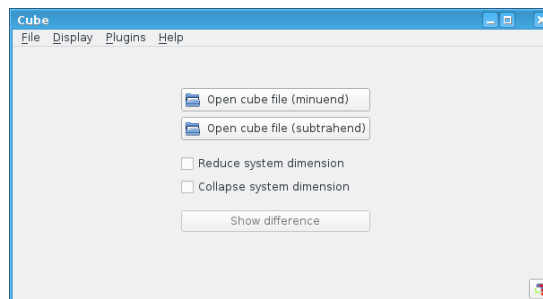 Cube
File Display Plugins Help
Open cube file (minuend)
Open cube file (subtrahend)
Reduce system dimension
Collapse system dimension
Show difference